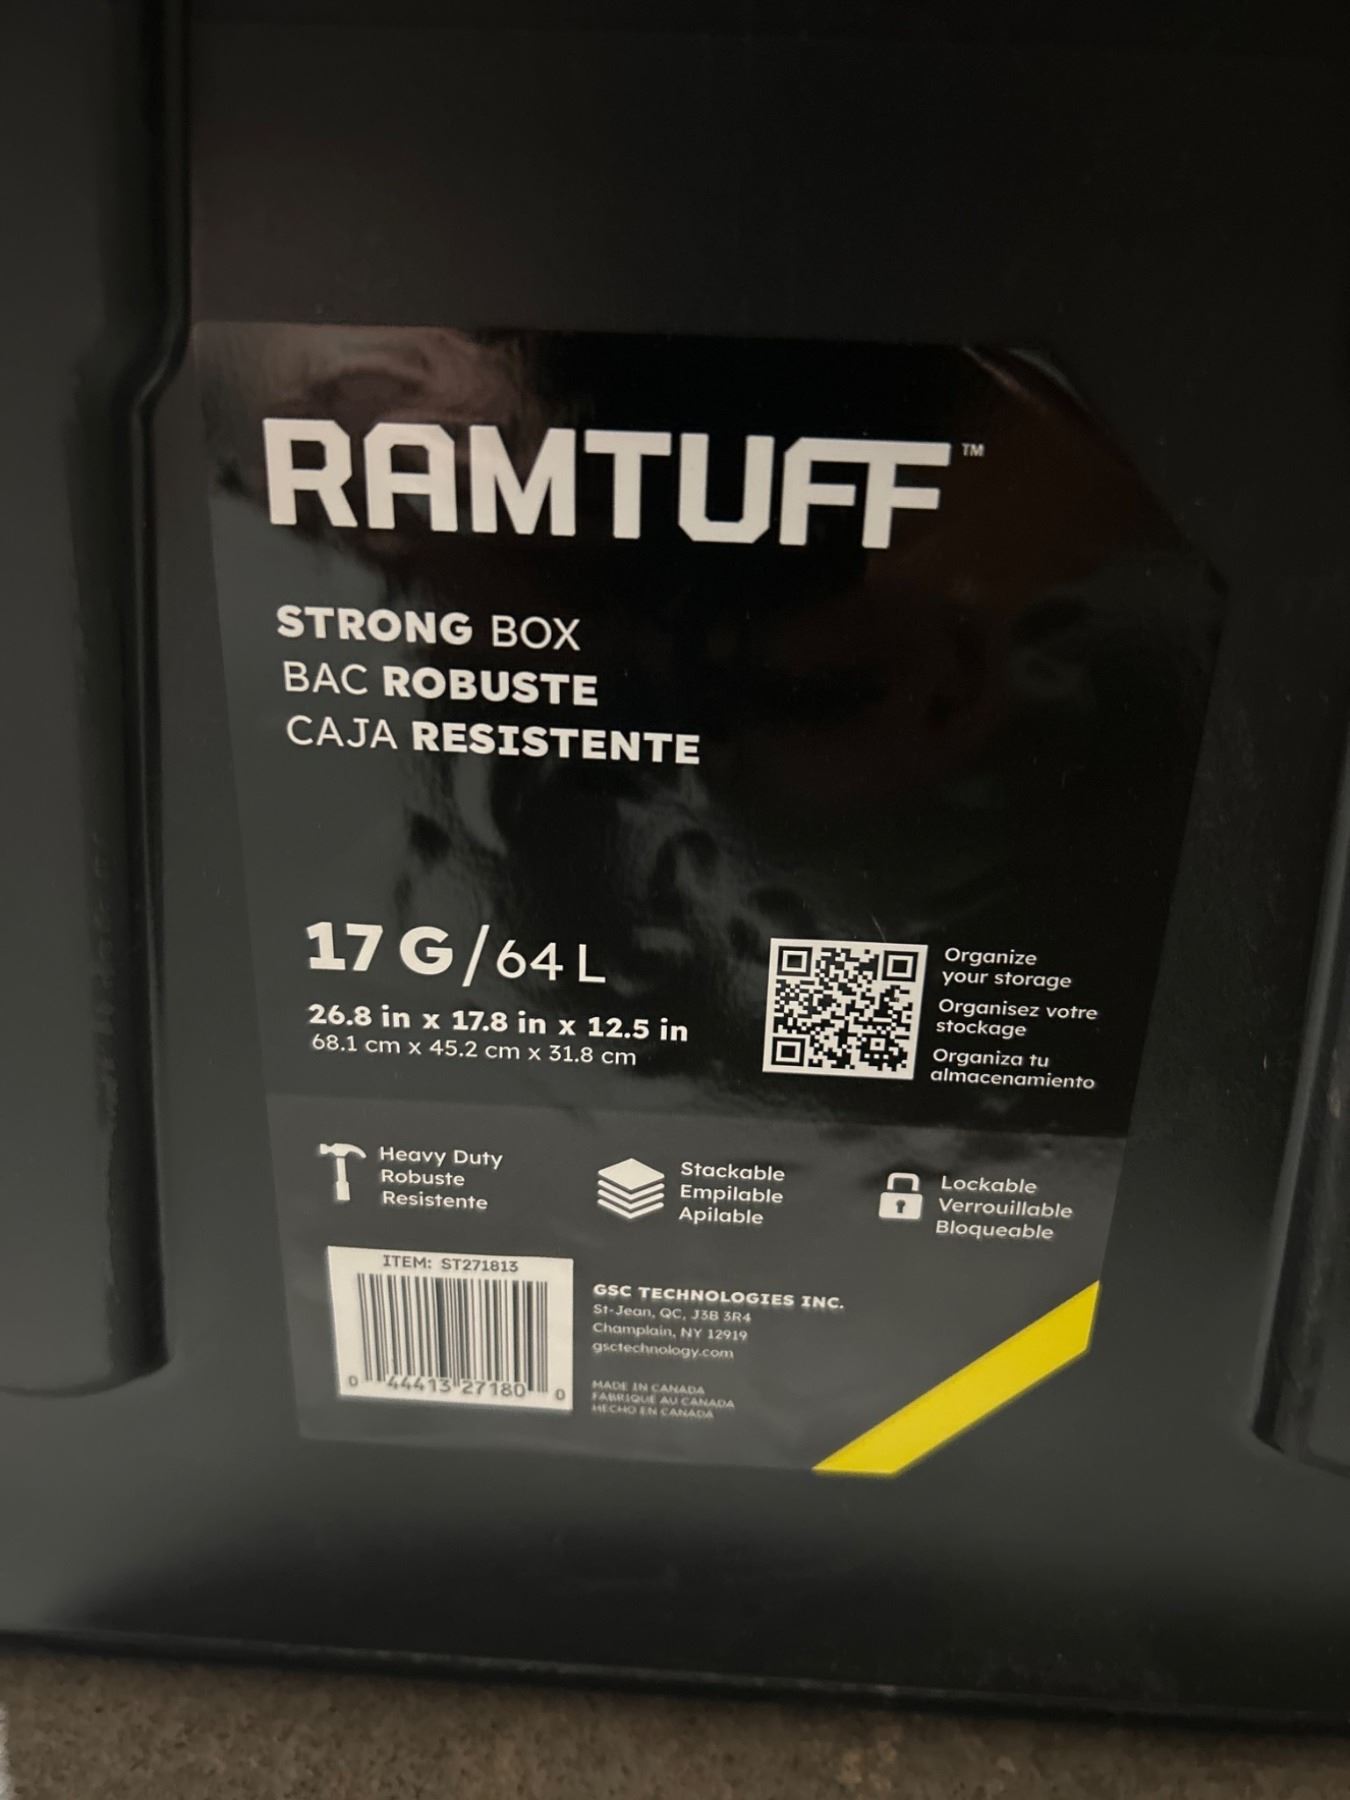 RAMTUFF™
STRONG BOX
BAC ROBUSTE
CAJA RESISTENTE
17 G/64 L
26.8 in x 17.8 in x 12.5 in
68.1 cm x 45.2 cm x 31.8 cm
Organize
your storage
Organisez votre
stockage
Organiza tu
almacenamiento
Heavy Duty
Robuste
Resistente
Stackable
Empilable
Apilable
Lockable
Verrouillable
Bloqueable
ITEM: ST271813
0 44413 27180 0
GSC TECHNOLOGIES INC.
St-Jean, QC, J3B 3R4
Champlain, NY 12919
gsctechnology.com
MADE IN CANADA
FABRIQUÉ AU CANADA
HECHO EN CANADA